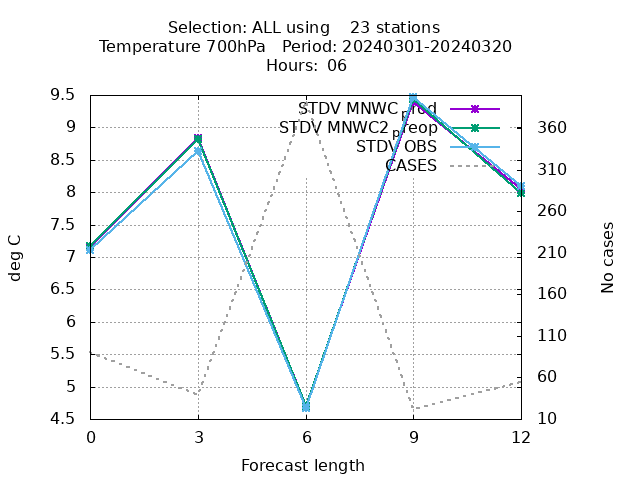 Selection: ALL using 23 stations
Temperature 700hPa Period: 20240301-20240320
Hours: 06
STDV MNWC_prod
STDV MNWC2_preop
STDV OBS
CASES
9.5
9
8.5
8
7.5
7
6.5
6
5.5
5
4.5
deg C
360
310
260
210
160
110
60
10
No cases
0 3 6 9 12
Forecast length